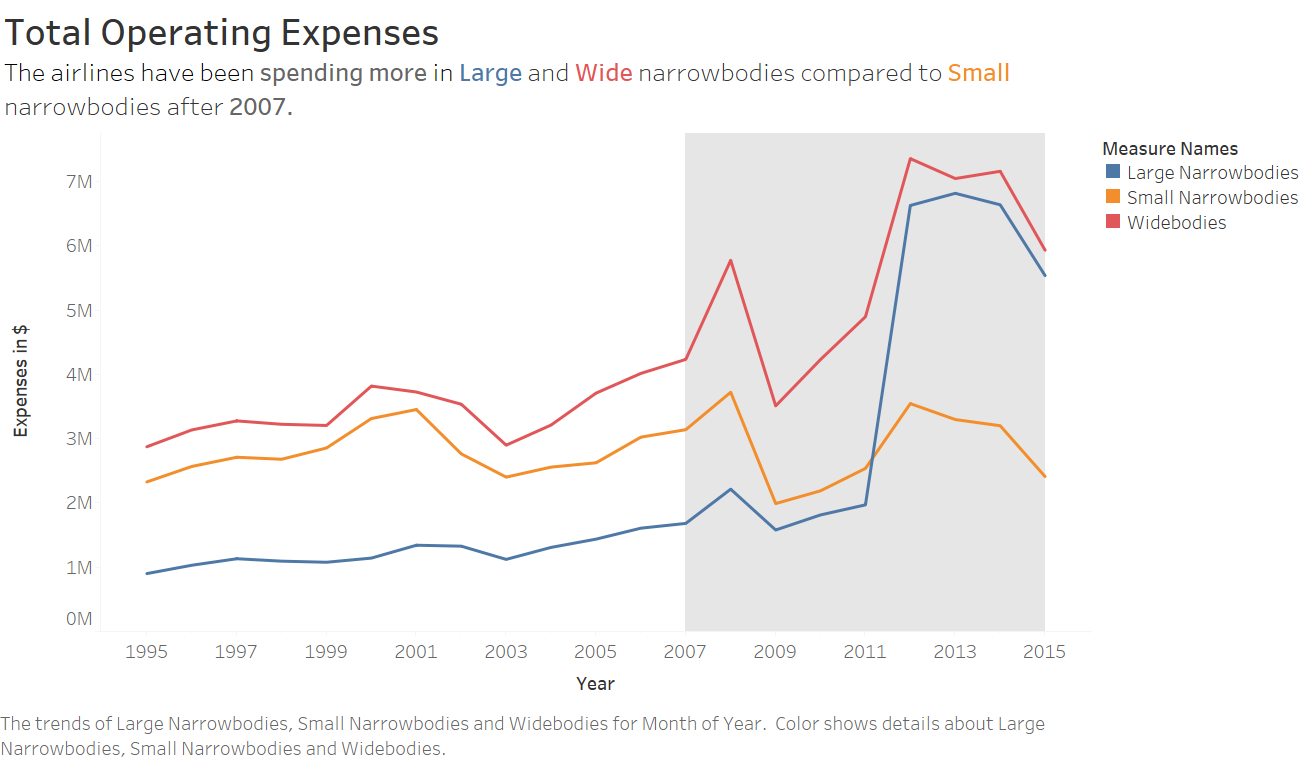 Total Operating Expenses
The airlines have been spending more in Large and Wide narrowbodies compared to Small
narrowbodies after 2007.
Measure Names
Large Narrowbodies
Small Narrowbodies
Widebodies
Expenses in $
7M
6M
5M
4M
3M
2M
1M
0M
1995 1997 1999 2001 2003 2005 2007 2009 2011 2013 2015
Year
The trends of Large Narrowbodies, Small Narrowbodies and Widebodies for Month of Year. Color shows details about Large
Narrowbodies, Small Narrowbodies and Widebodies.